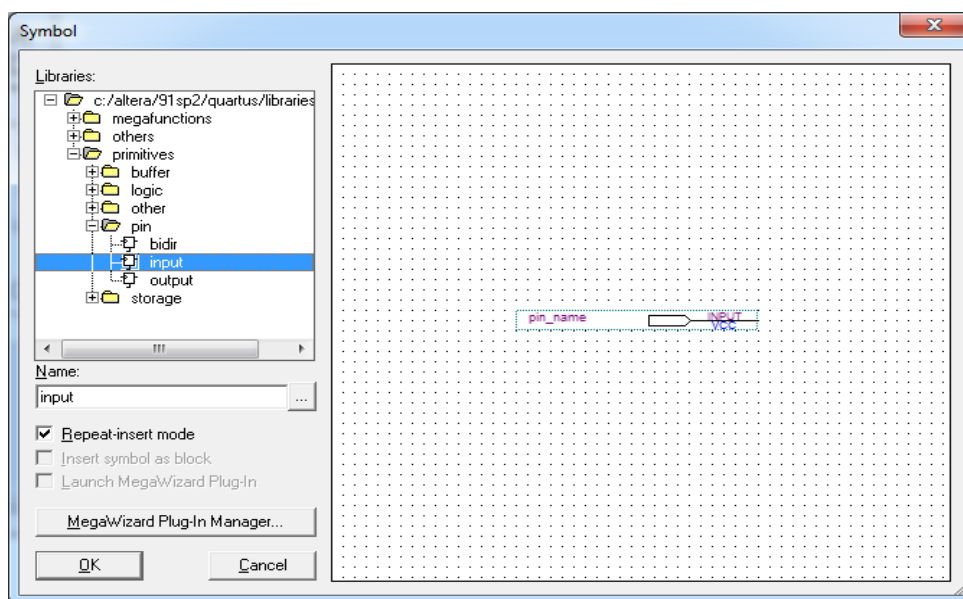 Symbol
Libraries:
c:/altera/91sp2/quartus/libraries
megafunctions
others
primitives
buffer
logic
other
pin
bidir
input
output
storage
Name:
input
...
Repeat-insert mode
Insert symbol as block
Launch MegaWizard Plug-In
MegaWizard Plug-In Manager...
OK Cancel
pin_name INPUT
VCC